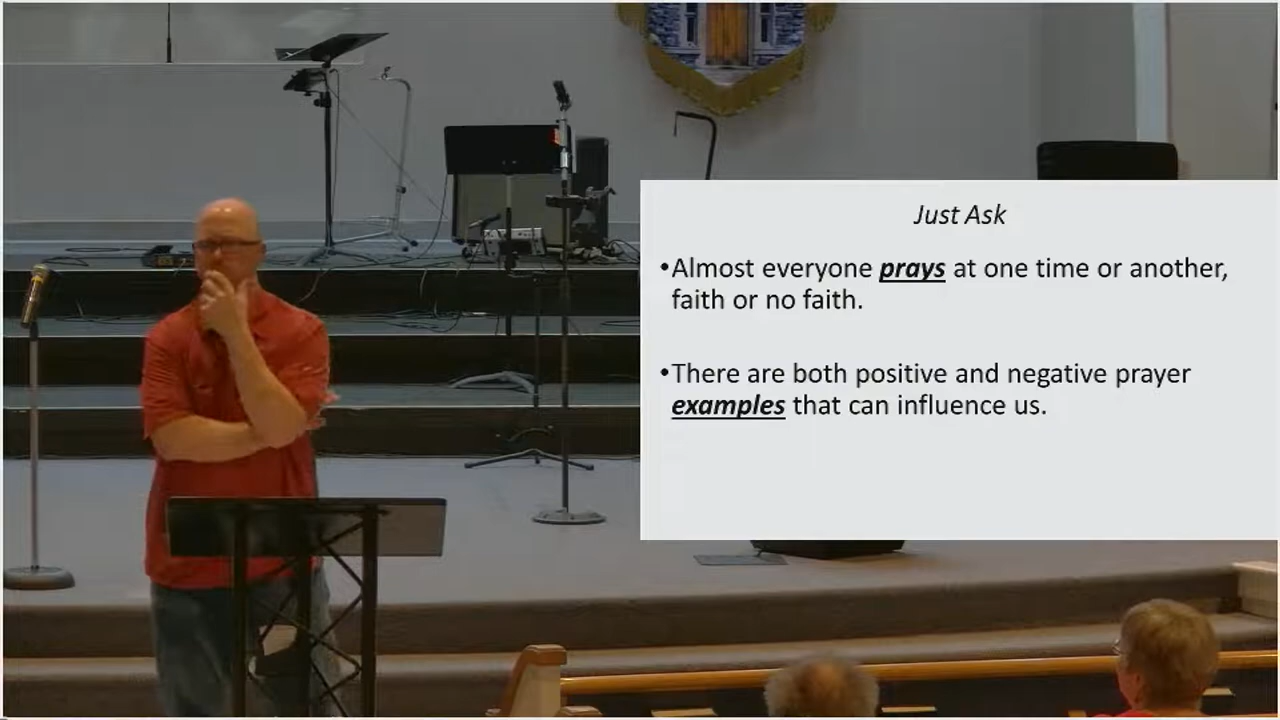 Just Ask
•Almost everyone prays at one time or another,
faith or no faith.
•There are both positive and negative prayer
examples that can influence us.